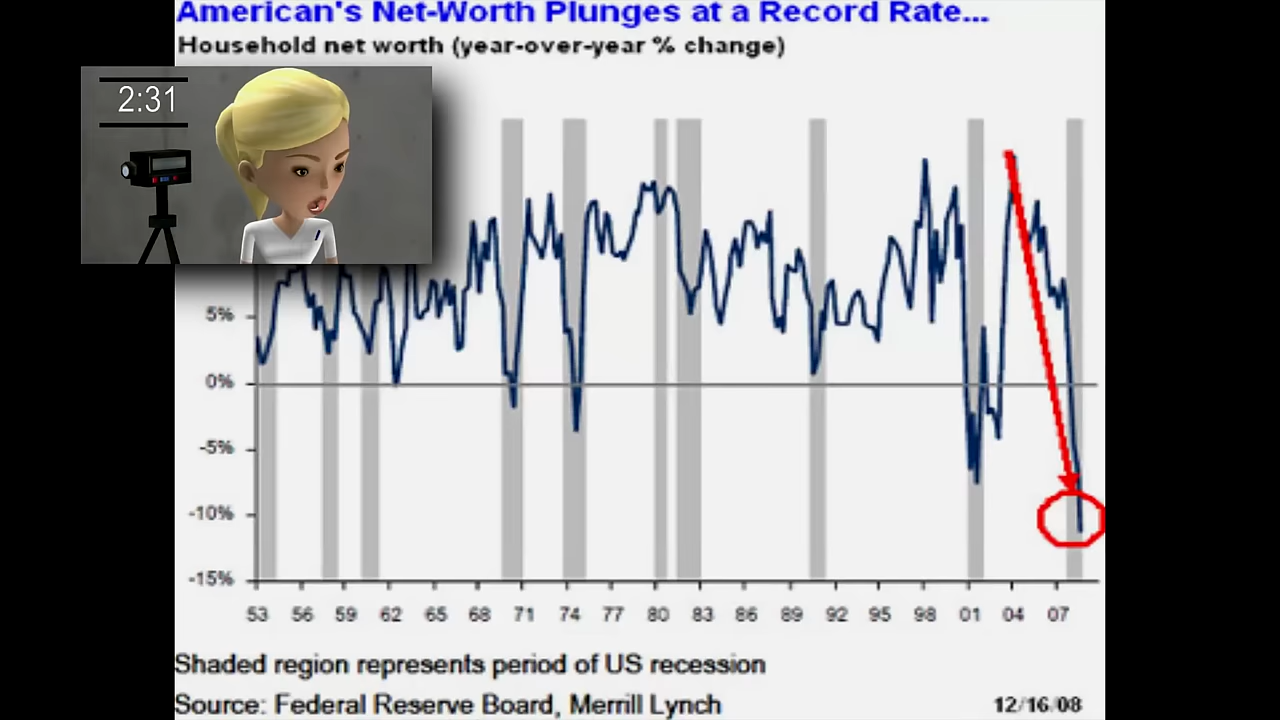 American's Net-Worth Plunges at a Record Rate...
Household net worth (year-over-year % change)
2:31
5%
0%
-5%
-10%
-15%
53 56 59 62 65 68 71 74 77 80 83 86 89 92 95 98 01 04 07
Shaded region represents period of US recession
Source: Federal Reserve Board, Merrill Lynch 12/16/08